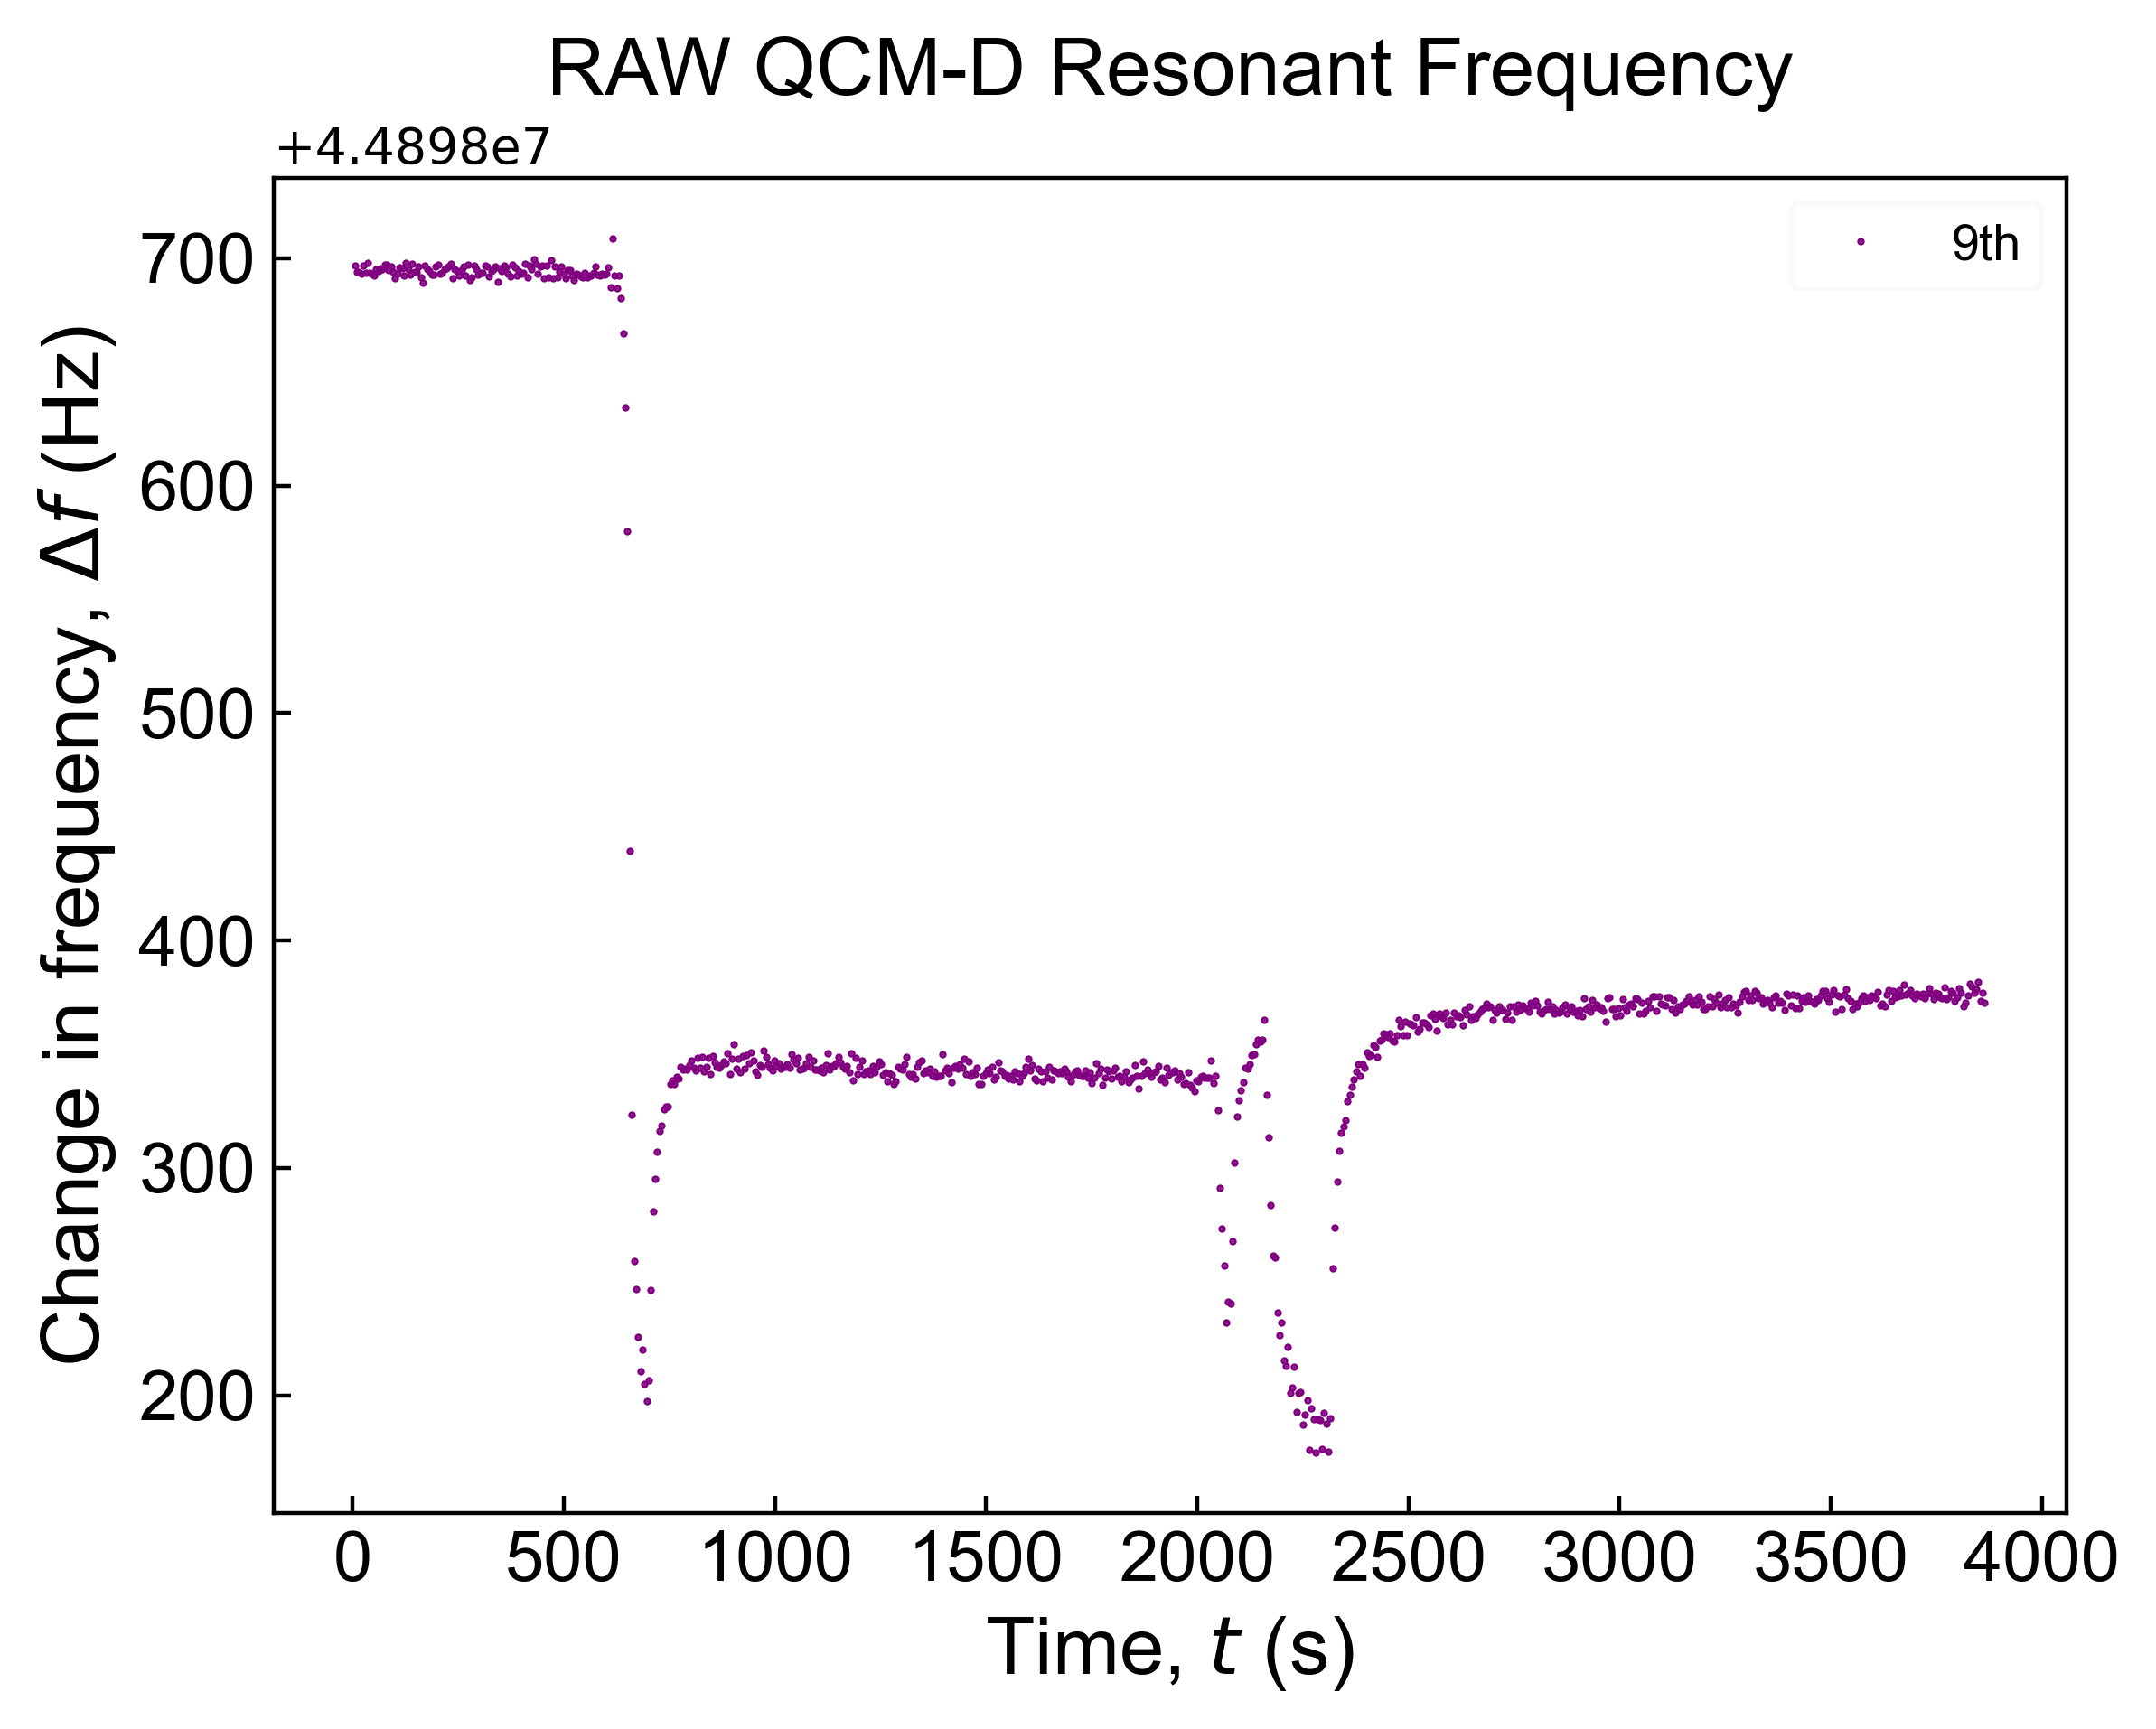 RAW QCM-D Resonant Frequency
+4.4898e7
9th
Change in frequency, Δf (Hz)
700
600
500
400
300
200
0 500 1000 1500 2000 2500 3000 3500 4000
Time, t (s)